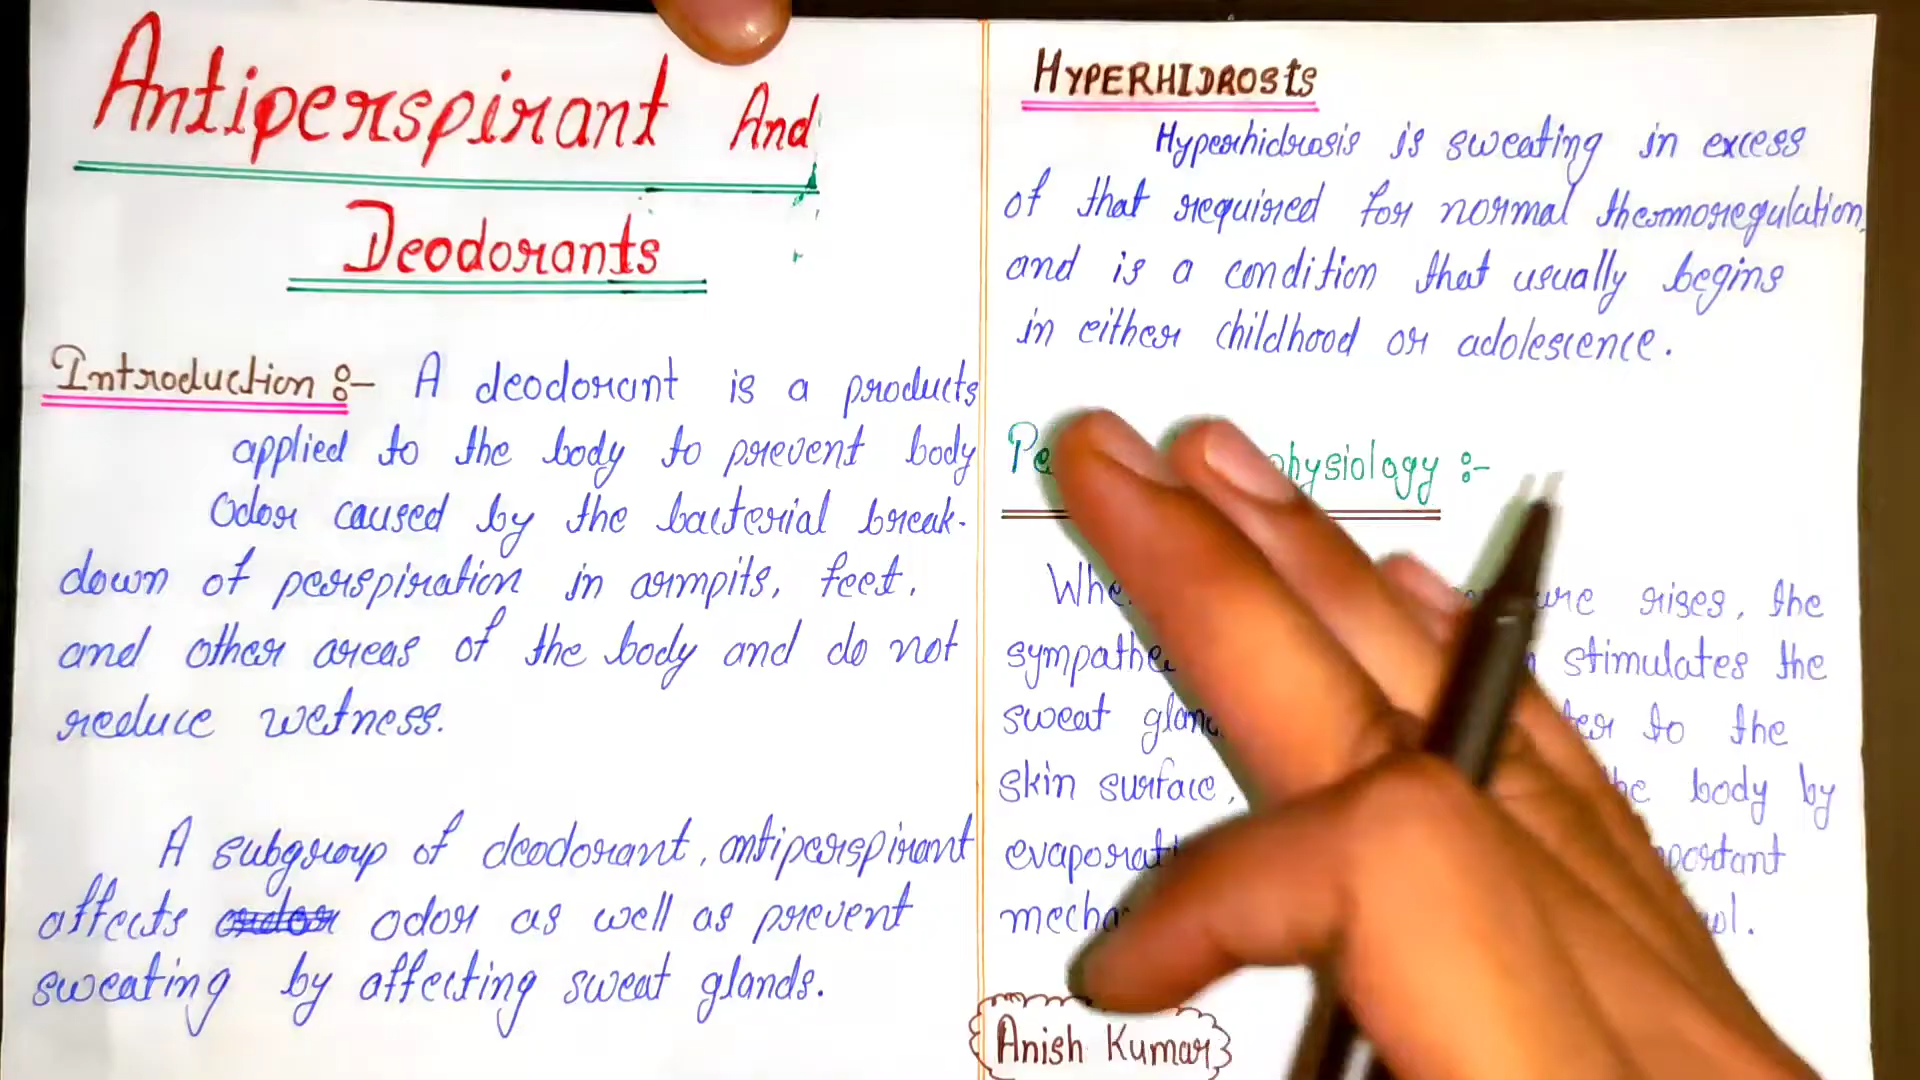 Antiperspirant And
Deodorants
Introduction :- A deodorant is a products
applied to the body to prevent body
Odor caused by the bacterial break-
down of perspiration in armpits, feet,
and other areas of the body and do not
reduce wetness.
A subgroup of deodorant, antiperspirant
affects odor as well as prevent
sweating by affecting sweat glands.
HYPERHIDROSIS
Hyperhidrosis is sweating in excess
of that required for normal thermoregulation,
and is a condition that usually begins
in either childhood or adolescence.
physiology :-
rises, the
stimulates the
sweat to the
skin surface, body by
mechanism
Anish Kumar